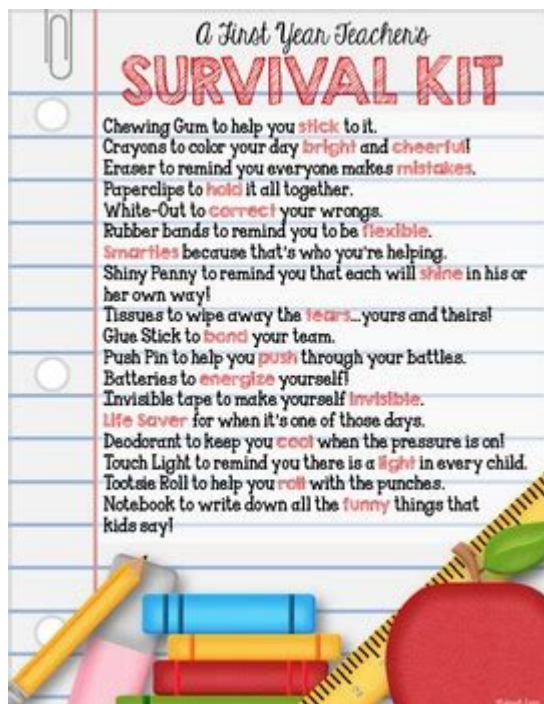 A First Year Teacher's
SURVIVAL KIT
Chewing Gum to help you stick to it.
Crayons to color your day bright and cheerful!
Eraser to remind you everyone makes mistakes.
Paperclips to hold it all together.
White-Out to correct your wrongs.
Rubber bands to remind you to be flexible.
Smarties because that's who you're helping.
Shiny Penny to remind you that each will shine in his or
her own way!
Tissues to wipe away the tears...yours and theirs!
Glue Stick to bond your team.
Push Pin to help you push through your battles.
Batteries to energize yourself!
Invisible tape to make yourself invisible.
Life Saver for when it's one of those days.
Deodorant to keep you cool when the pressure is on!
Touch Light to remind you there is a light in every child.
Tootsie Roll to help you roll with the punches.
Notebook to write down all the funny things that
kids say!